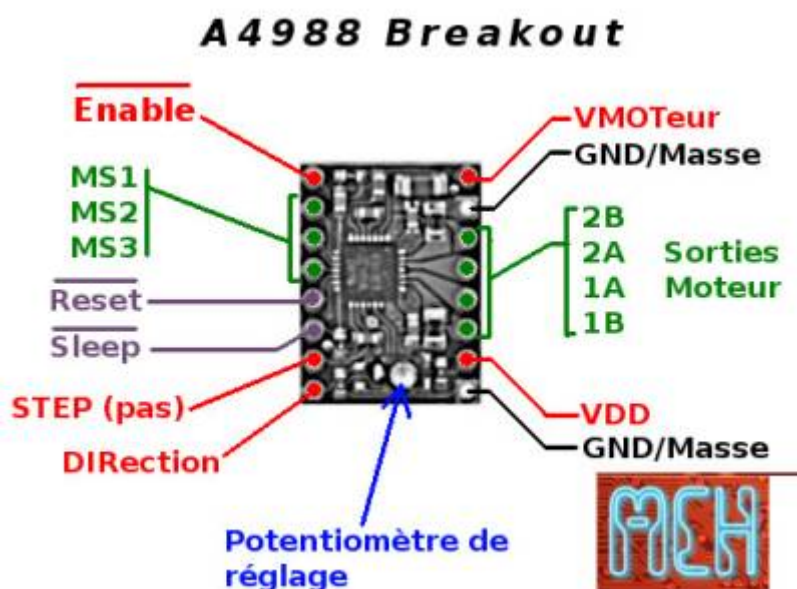 A4988 Breakout
Enable
MS1
MS2
MS3
Reset
Sleep
STEP (pas)
DIRection
VMOTeur
GND/Masse
2B
2A Sorties
1A Moteur
1B
VDD
GND/Masse
Potentiomètre de
réglage
MCH